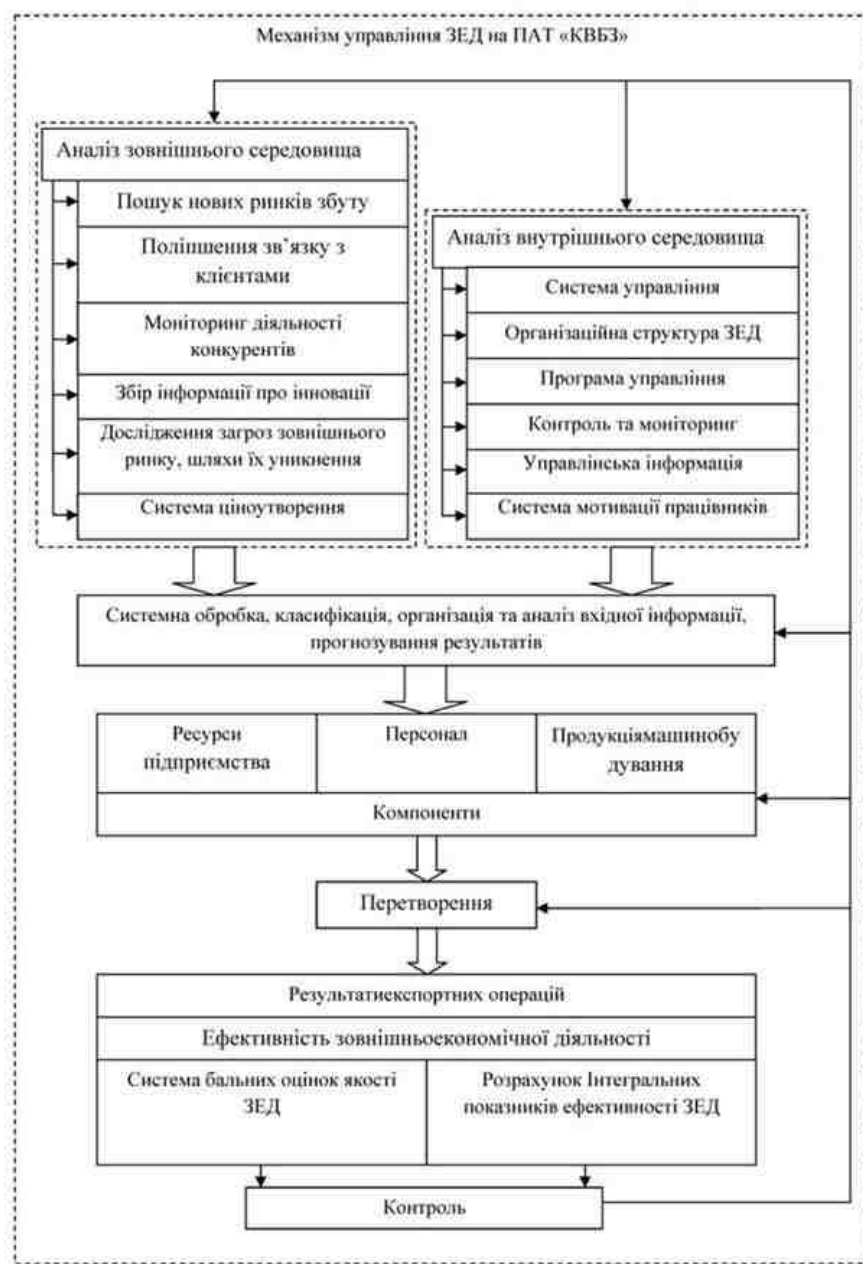 Механізм управління ЗЕД на ПАТ «КВБЗ»
Аналіз зовнішнього середовища
Пошук нових ринків збуту
Поліпшення зв’язку з
клієнтами
Моніторинг діяльності
конкурентів
Збір інформації про інновації
Дослідження загроз зовнішнього
ринку, шляхи їх уникнення
Система ціноутворення
Аналіз внутрішнього середовища
Система управління
Організаційна структура ЗЕД
Програма управління
Контроль та моніторинг
Управлінська інформація
Система мотивації працівників
Системна обробка, класифікація, організація та аналіз вхідної інформації,
прогнозування результатів
Ресурси
підприємства
Персонал
Продукціямашинобу
дування
Компоненти
Перетворення
Результатиекспортних операцій
Ефективність зовнішньоекономічної діяльності
Система бальних оцінок якості
ЗЕД
Розрахунок Інтегральних
показників ефективності ЗЕД
Контроль